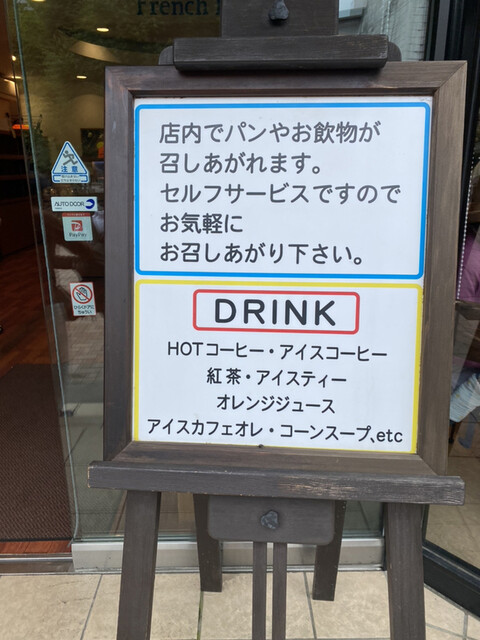 French
店内でパンやお飲物が
召しあがれます。
セルフサービスですので
お気軽に
お召しあがり下さい。
DRINK
HOTコーヒー・アイスコーヒー
紅茶・アイスティー
オレンジジュース
アイスカフェオレ・コーンスープ、etc
注意
AUTO DOOR
PayPay